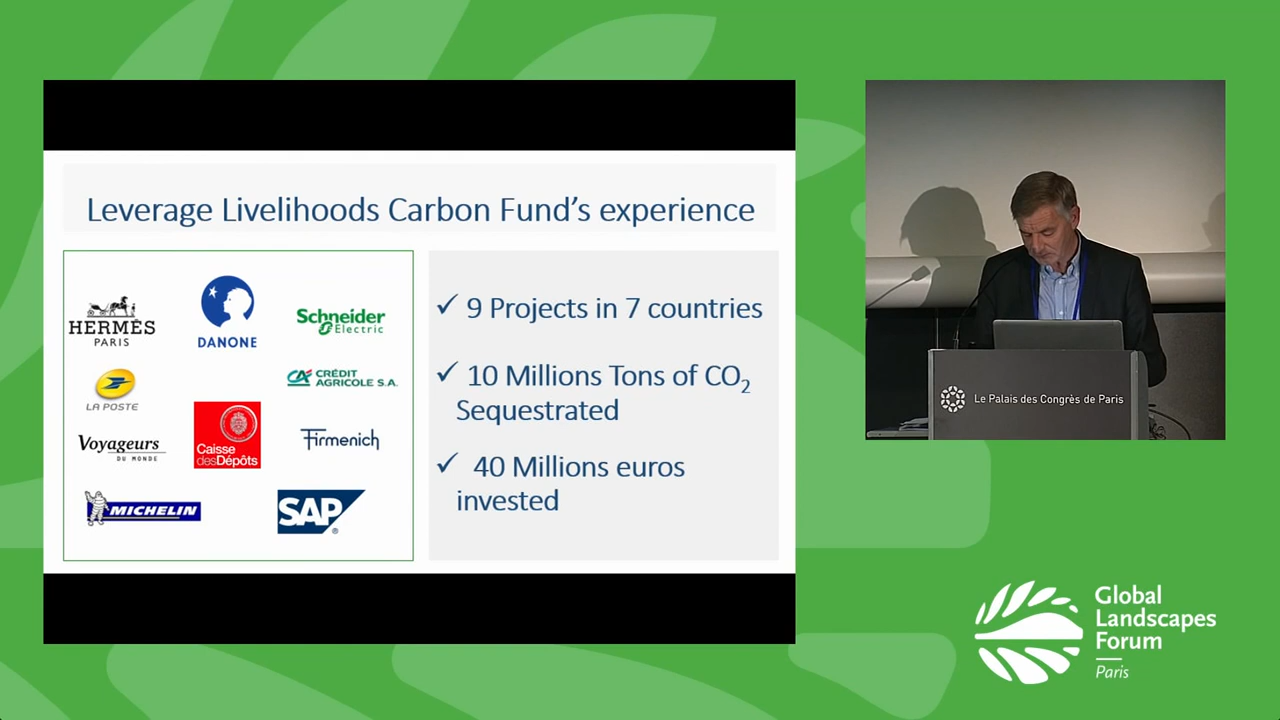 Leverage Livelihoods Carbon Fund's experience
HERMÈS
PARIS
DANONE
Schneider
Electric
LA POSTE
CRÉDIT
AGRICOLE S.A.
Voyageurs
DU MONDE
Caisse
desDépôts
Firmenich
MICHELIN
SAP
®
✓ 9 Projects in 7 countries
✓ 10 Millions Tons of CO₂
Sequestrated
✓ 40 Millions euros
invested
Le Palais des Congrès de Paris
Global
Landscapes
Forum
Paris